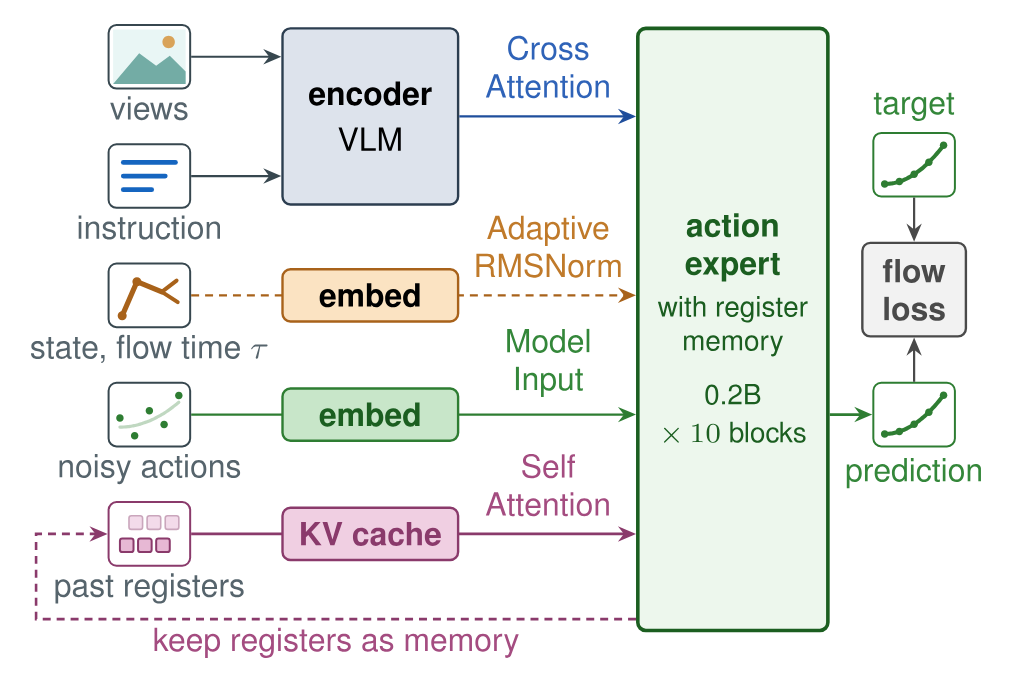 views
instruction
state, flow time τ
noisy actions
past registers
encoder
VLM
embed
embed
KV cache
Cross
Attention
Adaptive
RMSNorm
Model
Input
Self
Attention
keep registers as memory
action
expert
with register
memory
0.2B
× 10 blocks
target
flow
loss
prediction